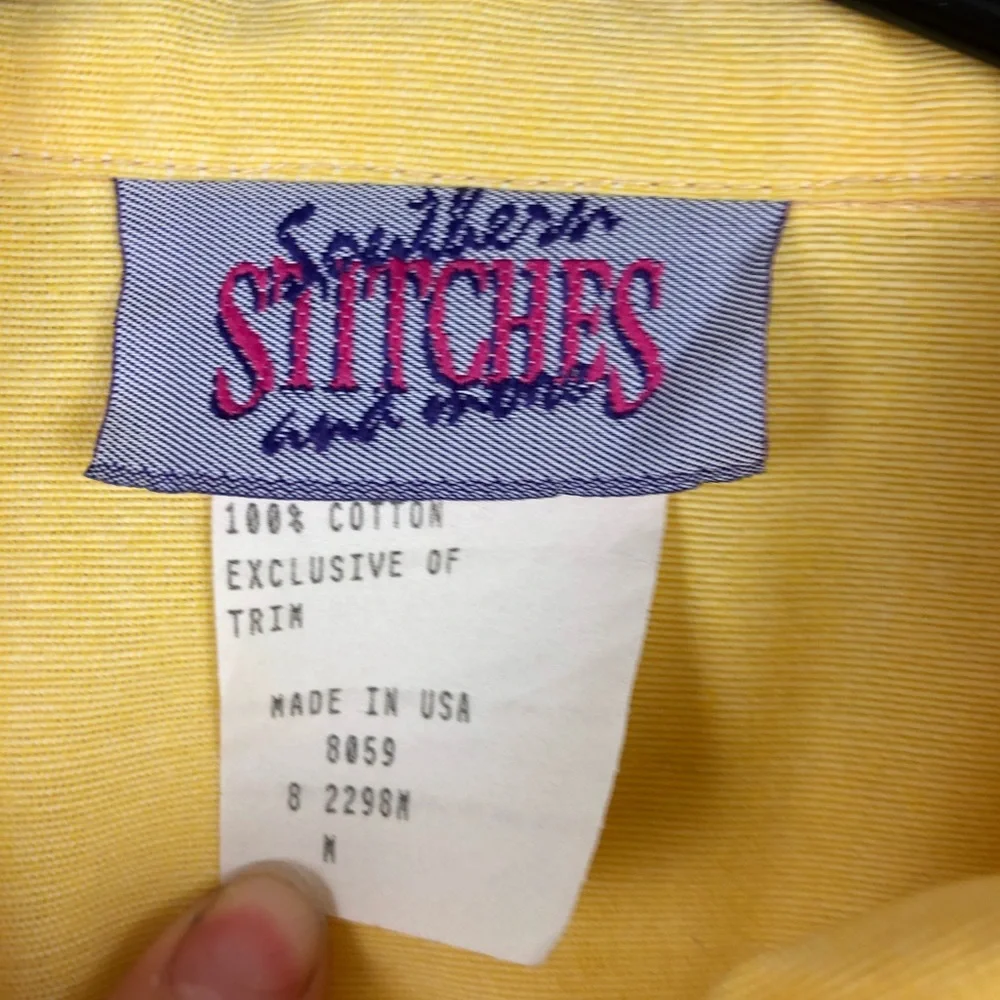 Southern
STITCHES
and more
100% COTTON
EXCLUSIVE OF
TRIM
MADE IN USA
8059
8 2298M
M